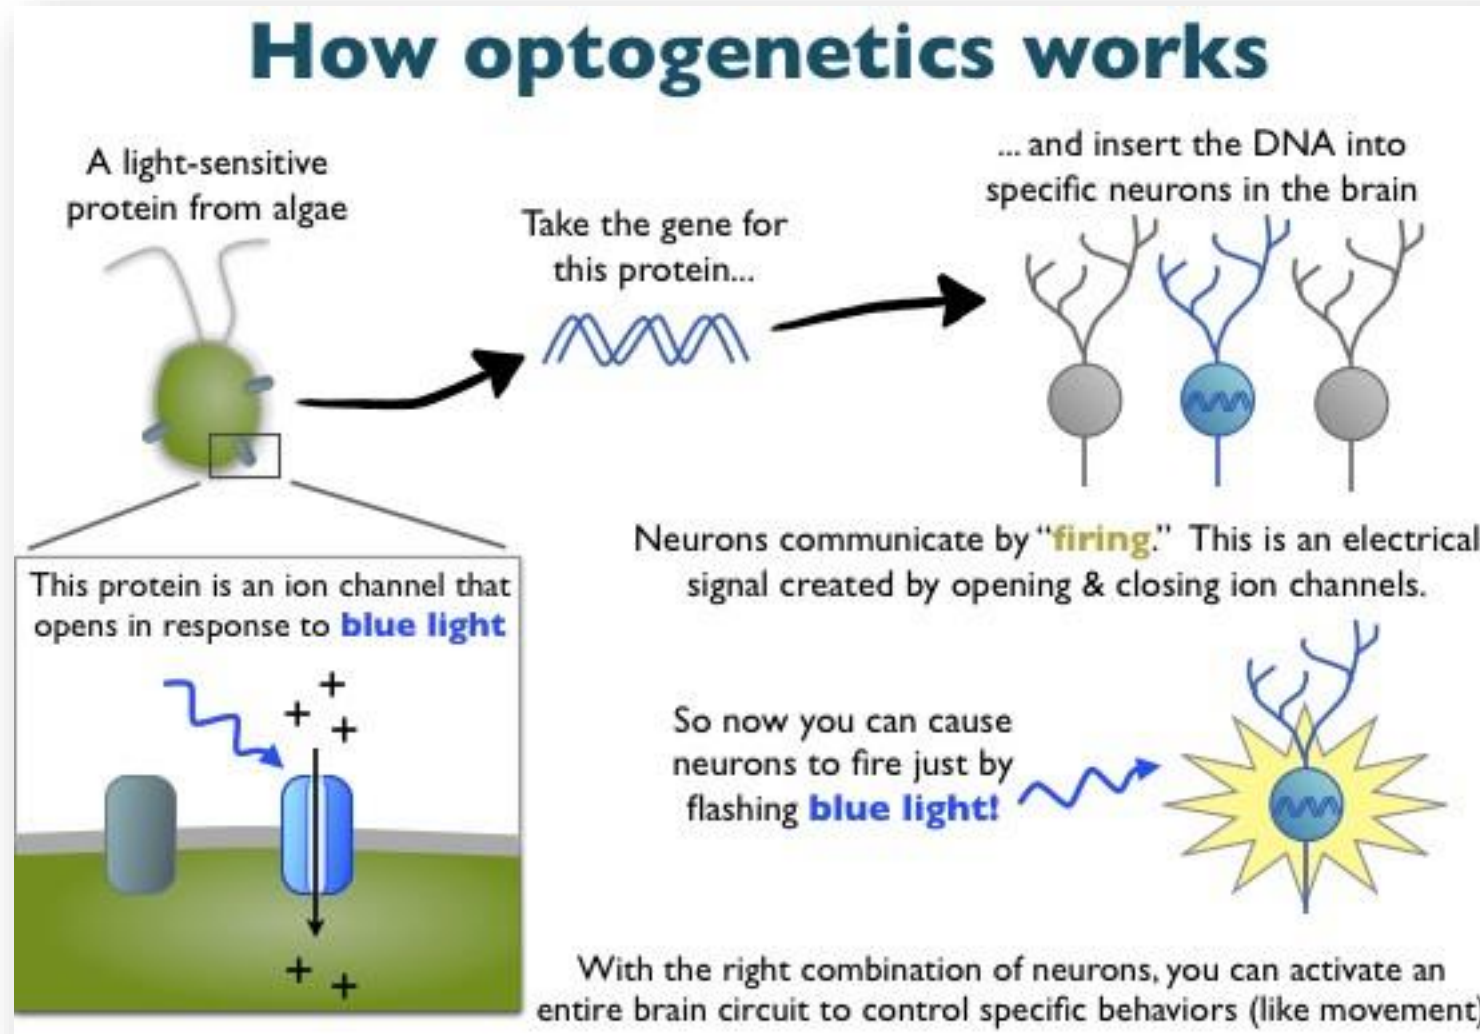 How optogenetics works
A light-sensitive
protein from algae
Take the gene for
this protein...
... and insert the DNA into
specific neurons in the brain
This protein is an ion channel that
opens in response to blue light
+
+
+
+
+
Neurons communicate by “firing.” This is an electrical
signal created by opening & closing ion channels.
So now you can cause
neurons to fire just by
flashing blue light!
With the right combination of neurons, you can activate an
entire brain circuit to control specific behaviors (like movement)